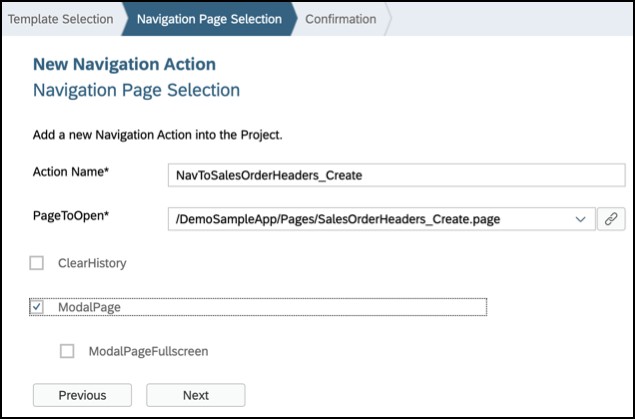 Template Selection
Navigation Page Selection
Confirmation
New Navigation Action
Navigation Page Selection
Add a new Navigation Action into the Project.
Action Name*
NavToSalesOrderHeaders_Create
PageToOpen*
/DemoSampleApp/Pages/SalesOrderHeaders_Create.page
ClearHistory
ModalPage
ModalPageFullscreen
Previous
Next